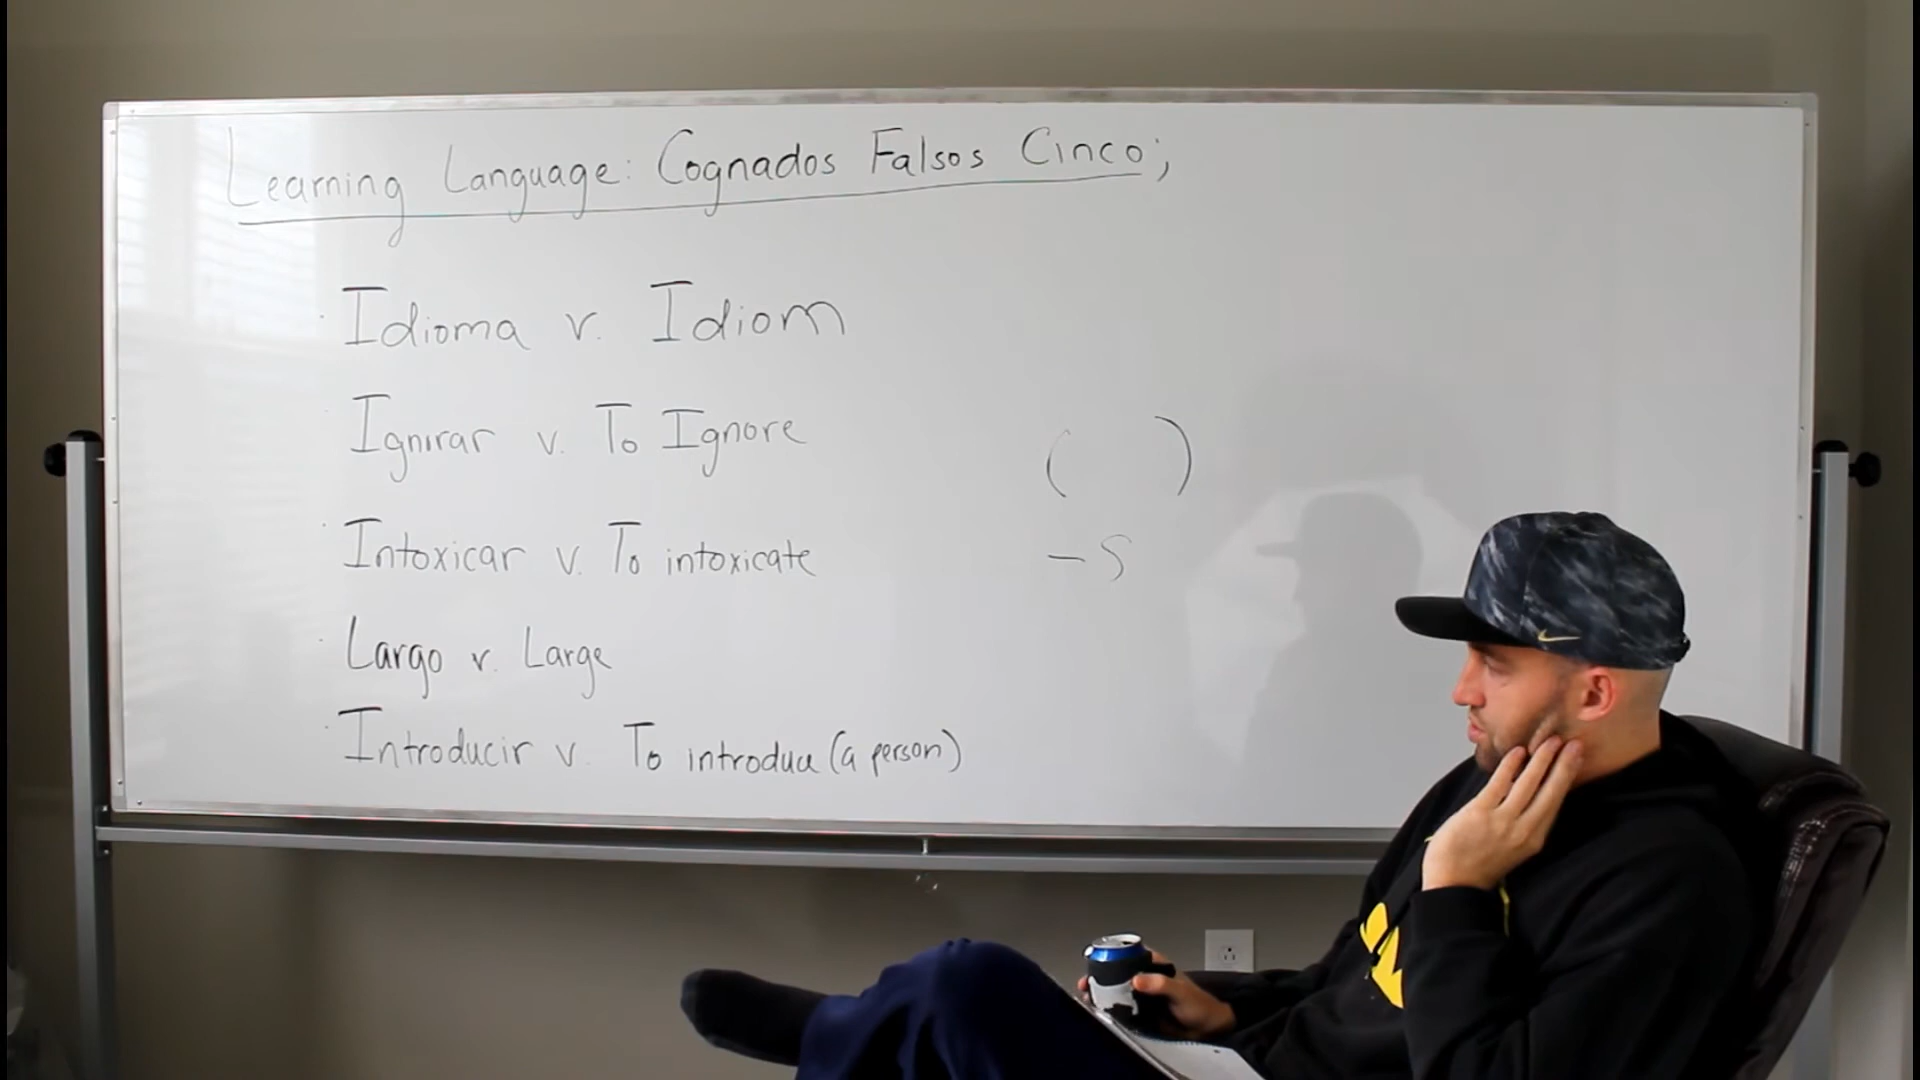 Learning Language: Cognados Falsos Cinco;
Idioma v. Idiom
Ignirar v. To Ignore
( )
Intoxicar v. To intoxicate
- S
Largo v. Large
Introducir v. To introduce (a person)